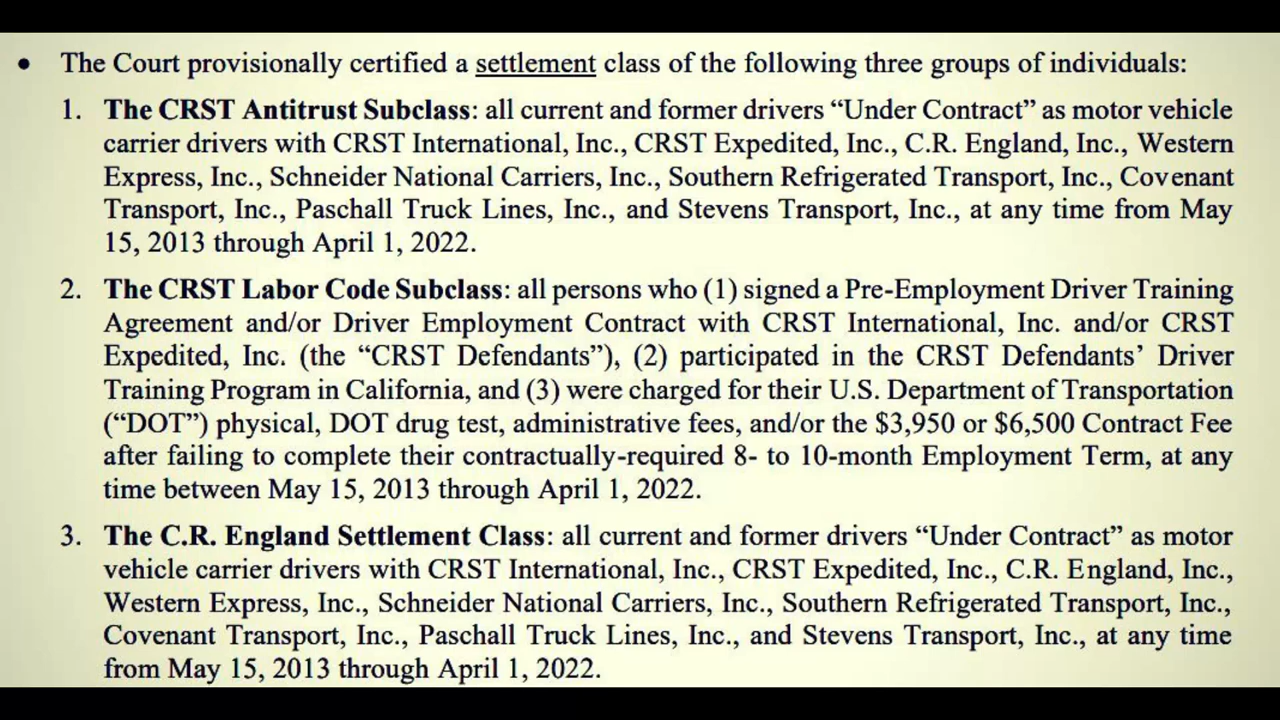 • The Court provisionally certified a settlement class of the following three groups of individuals:
1. The CRST Antitrust Subclass: all current and former drivers “Under Contract” as motor vehicle
carrier drivers with CRST International, Inc., CRST Expedited, Inc., C.R. England, Inc., Western
Express, Inc., Schneider National Carriers, Inc., Southern Refrigerated Transport, Inc., Covenant
Transport, Inc., Paschall Truck Lines, Inc., and Stevens Transport, Inc., at any time from May
15, 2013 through April 1, 2022.
2. The CRST Labor Code Subclass: all persons who (1) signed a Pre-Employment Driver Training
Agreement and/or Driver Employment Contract with CRST International, Inc. and/or CRST
Expedited, Inc. (the “CRST Defendants”), (2) participated in the CRST Defendants’ Driver
Training Program in California, and (3) were charged for their U.S. Department of Transportation
(“DOT”) physical, DOT drug test, administrative fees, and/or the $3,950 or $6,500 Contract Fee
after failing to complete their contractually-required 8- to 10-month Employment Term, at any
time between May 15, 2013 through April 1, 2022.
3. The C.R. England Settlement Class: all current and former drivers “Under Contract” as motor
vehicle carrier drivers with CRST International, Inc., CRST Expedited, Inc., C.R. England, Inc.,
Western Express, Inc., Schneider National Carriers, Inc., Southern Refrigerated Transport, Inc.,
Covenant Transport, Inc., Paschall Truck Lines, Inc., and Stevens Transport, Inc., at any time
from May 15, 2013 through April 1, 2022.